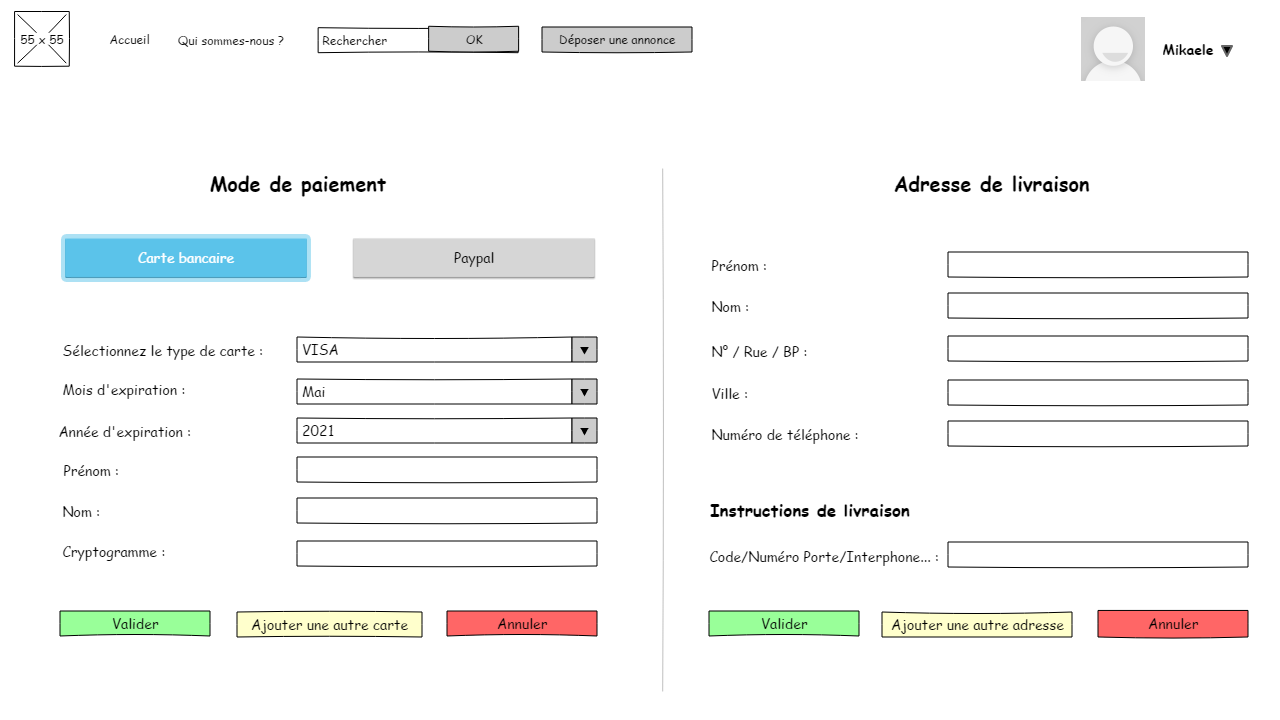 55 x 55
Accueil
Qui sommes-nous ?
Rechercher
OK
Déposer une annonce
Mikaele ▼
Mode de paiement
Carte bancaire
Paypal
Sélectionnez le type de carte :
VISA
Mois d'expiration :
Mai
Année d'expiration :
2021
Prénom :
Nom :
Cryptogramme :
Valider
Ajouter une autre carte
Annuler
Adresse de livraison
Prénom :
Nom :
N° / Rue / BP :
Ville :
Numéro de téléphone :
Instructions de livraison
Code/Numéro Porte/Interphone... :
Valider
Ajouter une autre adresse
Annuler